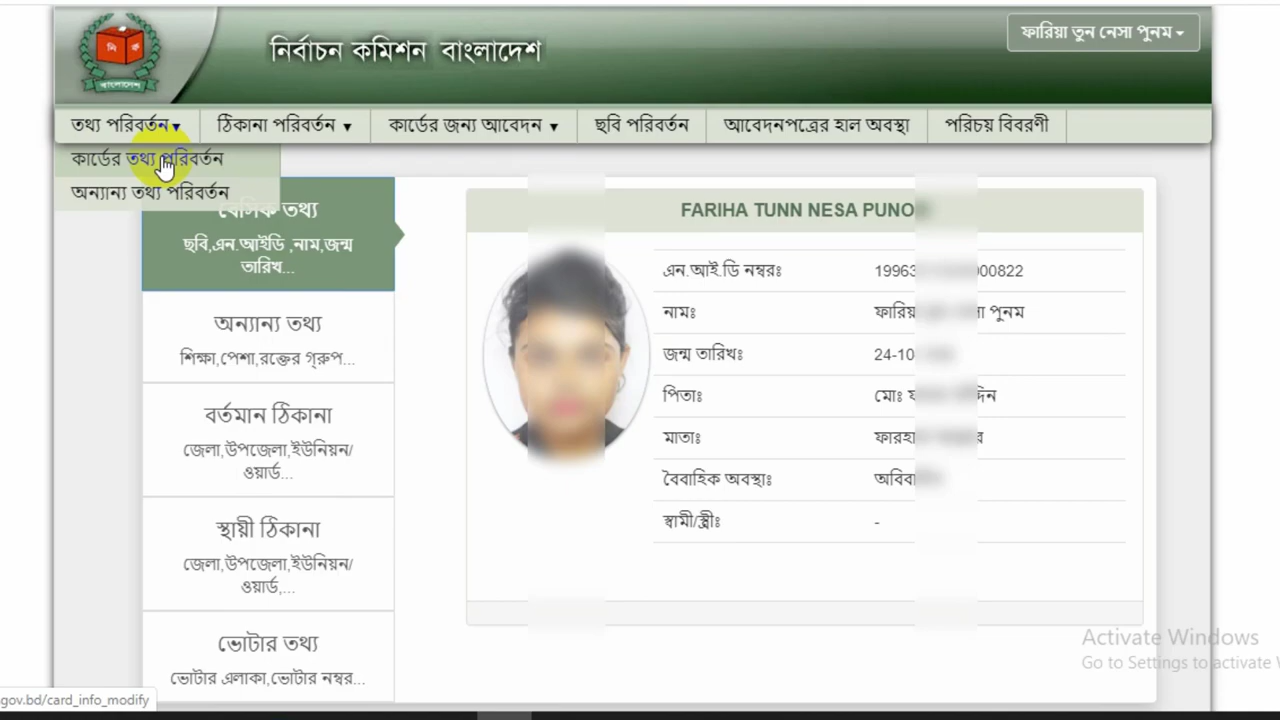 নির্বাচন কমিশন বাংলাদেশ
ফারিয়া তুন নেসা পুনম
নি ক
বাংলাদেশ
তথ্য পরিবর্তন
ঠিকানা পরিবর্তন
কার্ডের জন্য আবেদন
ছবি পরিবর্তন
আবেদনপত্রের হাল অবস্থা
পরিচয় বিবরণী
কার্ডের তথ্য পরিবর্তন
অন্যান্য তথ্য পরিবর্তন
বেসিক তথ্য
ছবি,এন.আইডি ,নাম,জন্ম
তারিখ...
অন্যান্য তথ্য
শিক্ষা,পেশা,রক্তের গ্রুপ...
বর্তমান ঠিকানা
জেলা,উপজেলা,ইউনিয়ন/
ওয়ার্ড...
স্থায়ী ঠিকানা
জেলা,উপজেলা,ইউনিয়ন/
ওয়ার্ড,...
ভোটার তথ্য
ভোটার এলাকা,ভোটার নম্বর...
FARIHA TUNN NESA
এন.আই.ডি নম্বরঃ
নামঃ পুনম
জন্ম তারিখঃ 24-10
পিতাঃ মোঃ
মাতাঃ
বৈবাহিক অবস্থাঃ
স্বামী/স্ত্রীঃ -
Activate Windows
Go to Settings to activate
gov.bd/card_info_modify